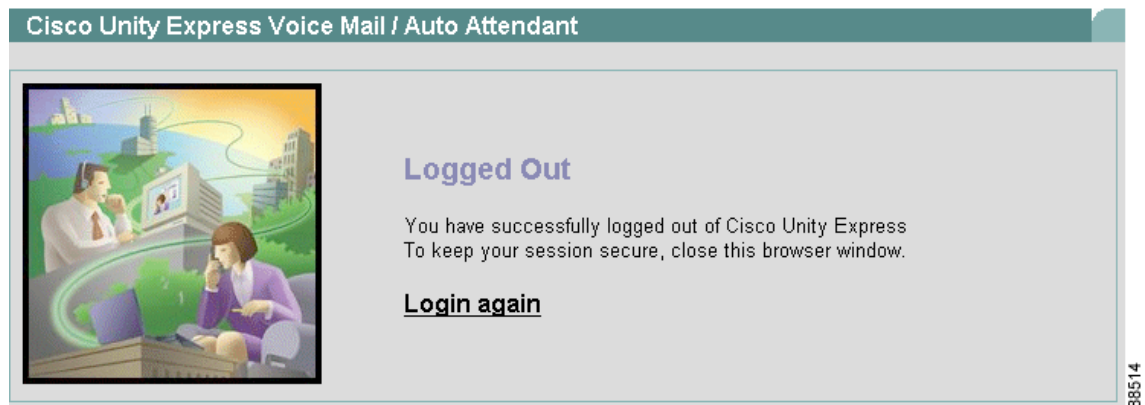 Cisco Unity Express Voice Mail / Auto Attendant
Logged Out
You have successfully logged out of Cisco Unity Express
To keep your session secure, close this browser window.
Login again
88514